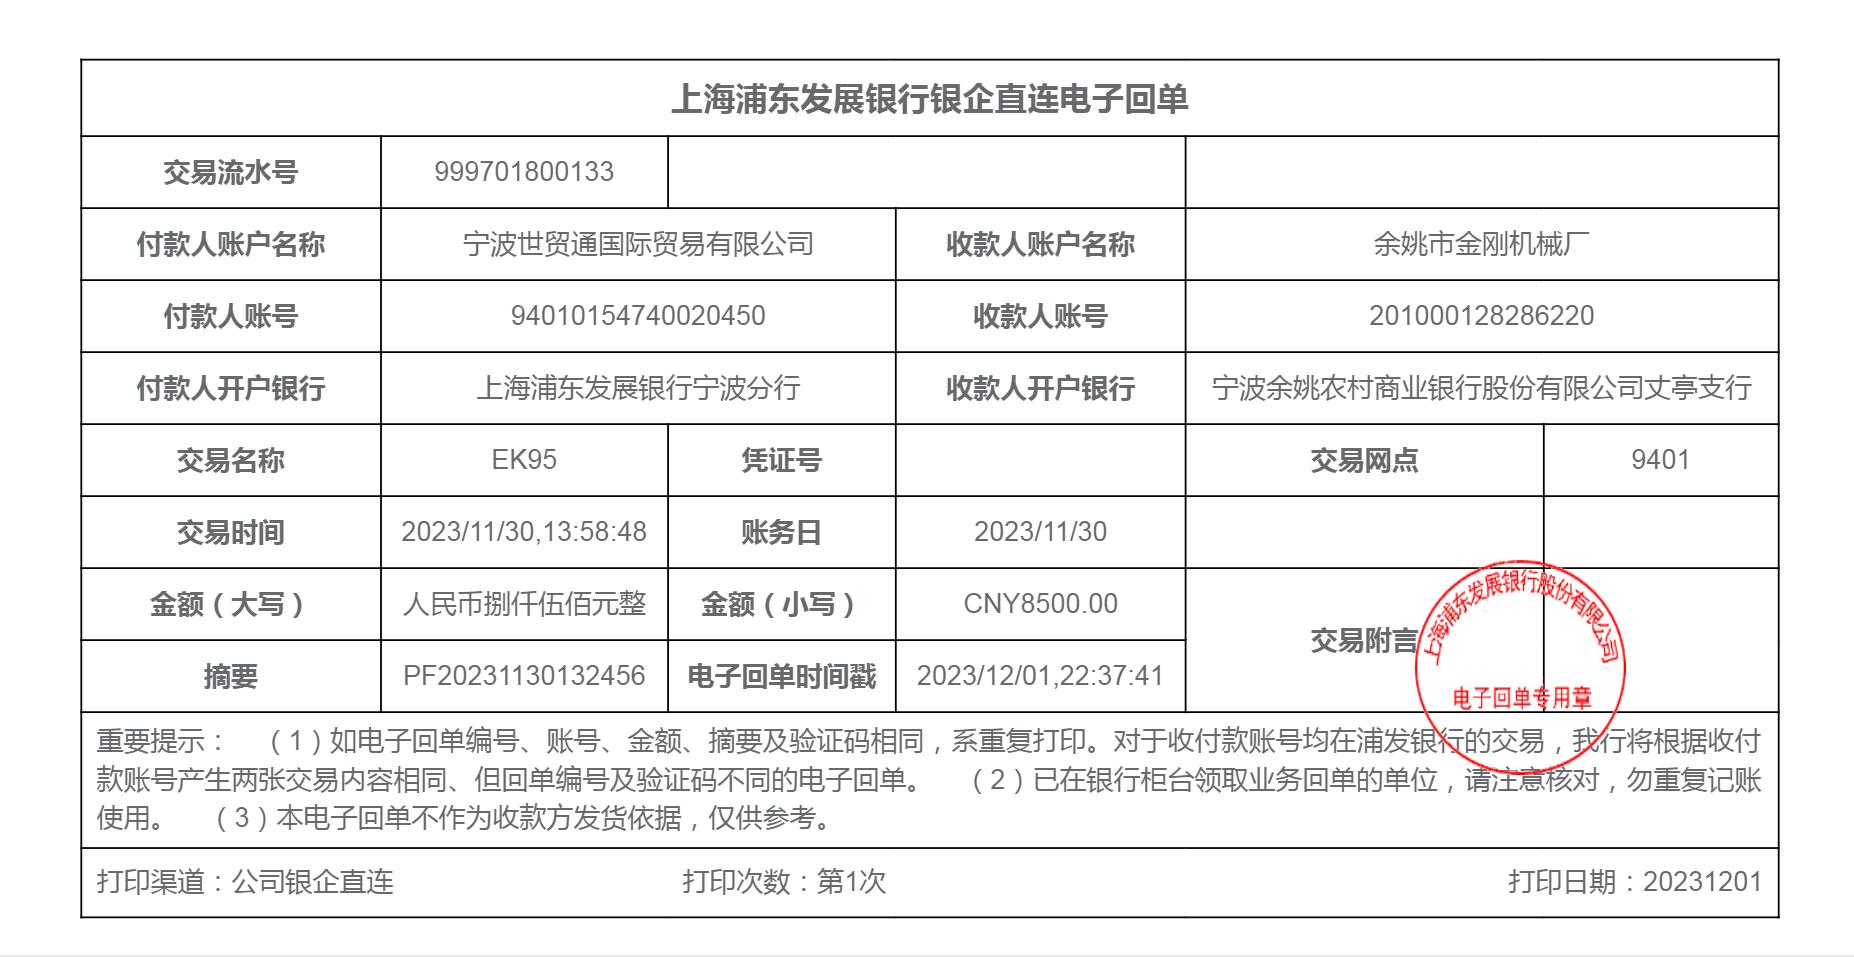 上海浦东发展银行银企直连电子回单
交易流水号 999701800133
付款人账户名称 宁波世贸通国际贸易有限公司 收款人账户名称 余姚市金刚机械厂
付款人账号 94010154740020450 收款人账号 201000128286220
付款人开户银行 上海浦东发展银行宁波分行 收款人开户银行 宁波余姚农村商业银行股份有限公司丈亭支行
交易名称 EK95 凭证号 交易网点 9401
交易时间 2023/11/30,13:58:48 账务日 2023/11/30
金额（大写） 人民币捌仟伍佰元整 金额（小写） CNY8500.00
交易附言
摘要 PF20231130132456 电子回单时间戳 2023/12/01,22:37:41
上海浦东发展银行股份有限公司
电子回单专用章
重要提示： （1）如电子回单编号、账号、金额、摘要及验证码相同，系重复打印。对于收付款账号均在浦发银行的交易，我行将根据收付
款账号产生两张交易内容相同、但回单编号及验证码不同的电子回单。 （2）已在银行柜台领取业务回单的单位，请注意核对，勿重复记账
使用。 （3）本电子回单不作为收款方发货依据，仅供参考。
打印渠道：公司银企直连 打印次数：第1次 打印日期：20231201